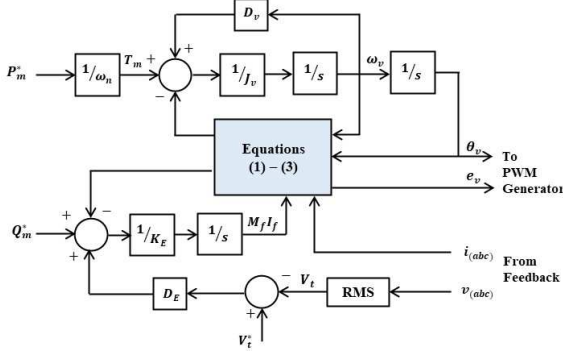 D_v
P_m^* 1/ω_n T_m + + − 1/J_v 1/s ω_v 1/s
Equations
(1) – (3)
θ_v
e_v
To
PWM
Generator
Q_m^* + − + 1/K_E 1/s M_f I_f
i_(abc)
From
Feedback
D_E − + V_t RMS v_(abc)
V_t^*